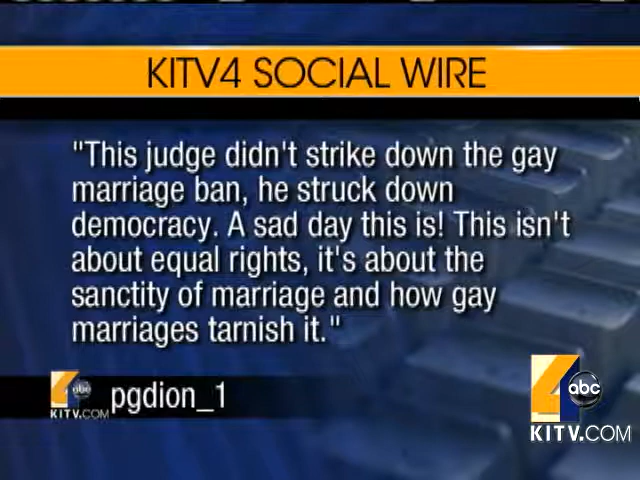 KITV4 SOCIAL WIRE
"This judge didn't strike down the gay
marriage ban, he struck down
democracy. A sad day this is! This isn't
about equal rights, it's about the
sanctity of marriage and how gay
marriages tarnish it."
4 abc
KITV.COM
pgdion_1
4 abc
KITV.COM